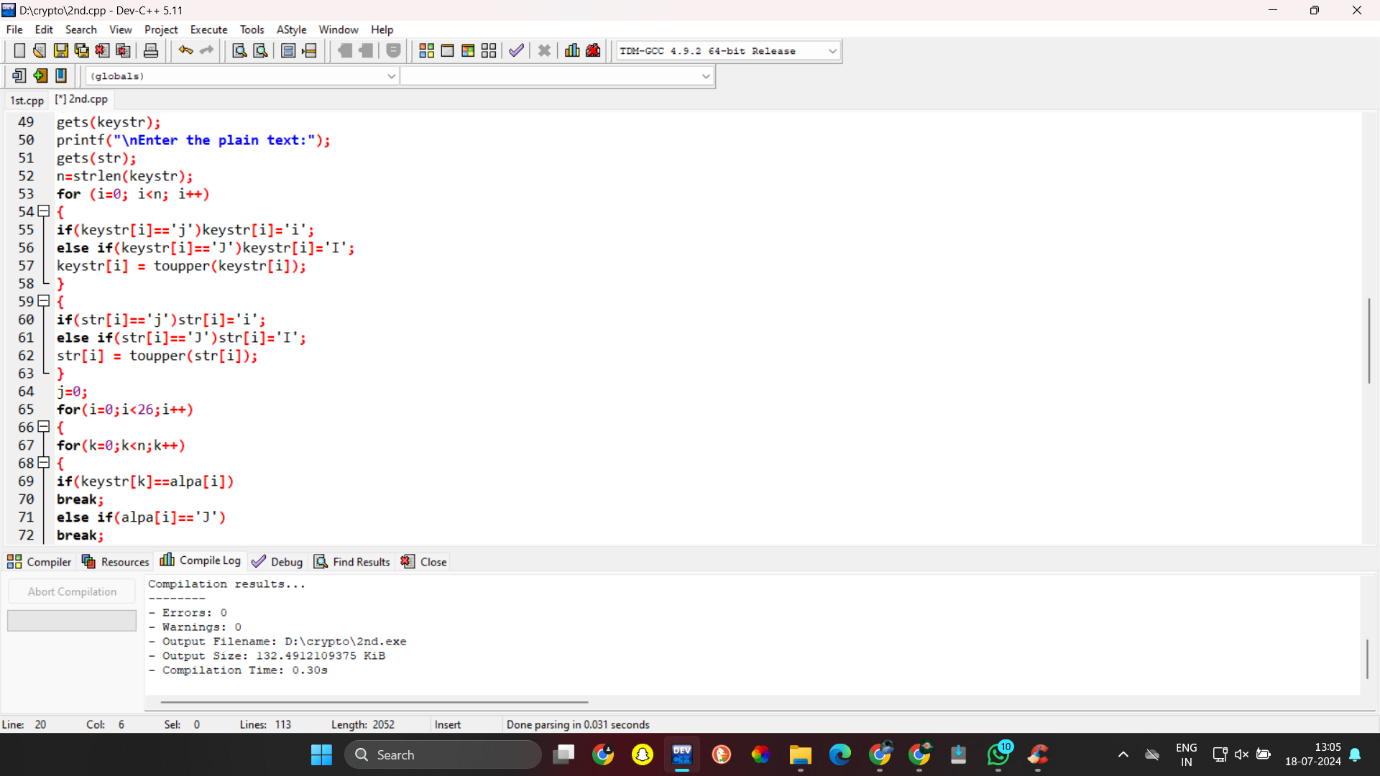 D:\crypto\2nd.cpp - Dev-C++ 5.11
File Edit Search View Project Execute Tools AStyle Window Help
TDM-GCC 4.9.2 64-bit Release
(globals)
1st.cpp [*] 2nd.cpp
49 gets(keystr);
50 printf("\nEnter the plain text:");
51 gets(str);
52 n=strlen(keystr);
53 for (i=0; i<n; i++)
54 {
55 if(keystr[i]=='j')keystr[i]='i';
56 else if(keystr[i]=='J')keystr[i]='I';
57 keystr[i] = toupper(keystr[i]);
58 }
59 {
60 if(str[i]=='j')str[i]='i';
61 else if(str[i]=='J')str[i]='I';
62 str[i] = toupper(str[i]);
63 }
64 j=0;
65 for(i=0;i<26;i++)
66 {
67 for(k=0;k<n;k++)
68 {
69 if(keystr[k]==alpa[i])
70 break;
71 else if(alpa[i]=='J')
72 break;
Compiler Resources Compile Log Debug Find Results Close
Abort Compilation
Compilation results...
--------
- Errors: 0
- Warnings: 0
- Output Filename: D:\crypto\2nd.exe
- Output Size: 132.4912109375 KiB
- Compilation Time: 0.30s
Line: 20 Col: 6 Sel: 0 Lines: 113 Length: 2052 Insert Done parsing in 0.031 seconds
Search
DEV
C++
10
ENG
IN
13:05
18-07-2024